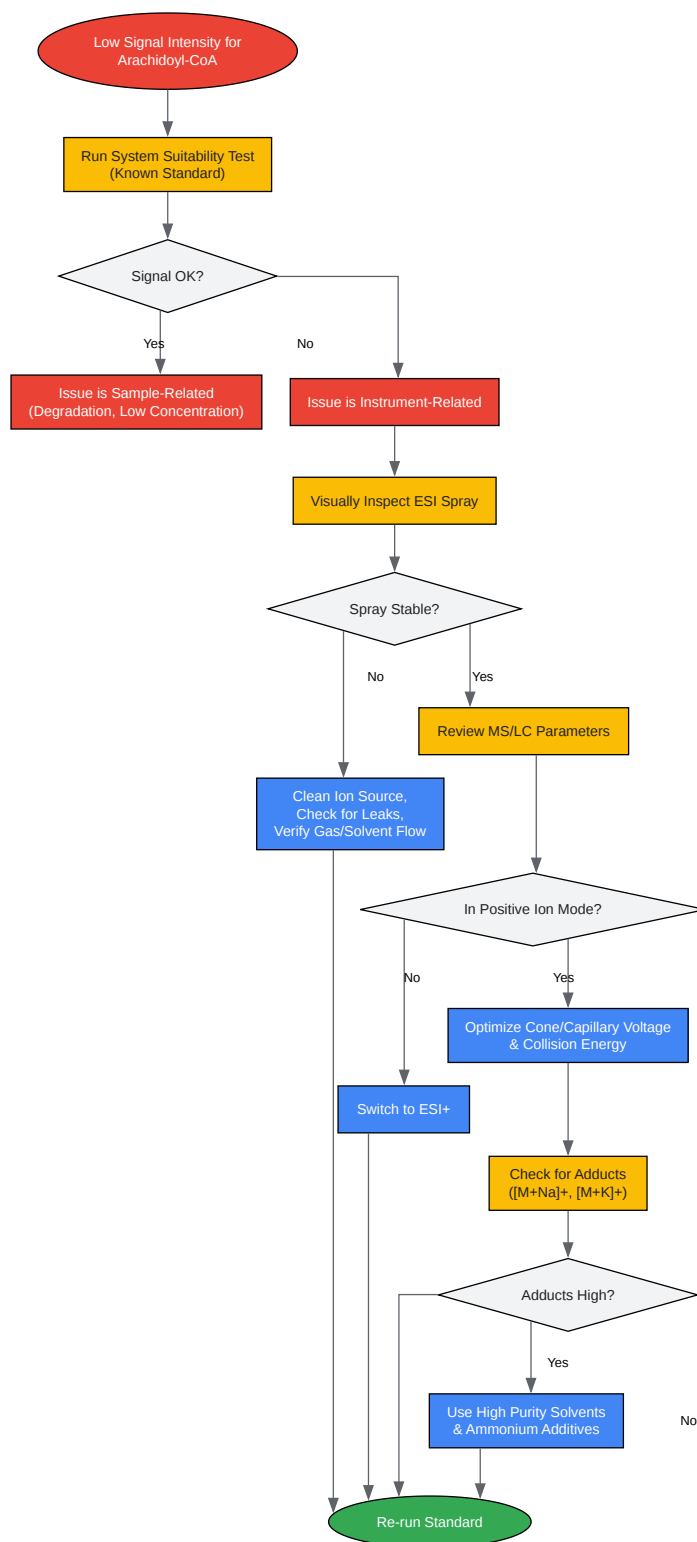 Low Signal Intensity for
Arachidoyl-CoA
Run System Suitability Test
(Known Standard)
Signal OK?
Yes
No
Issue is Sample-Related
(Degradation, Low Concentration)
Issue is Instrument-Related
Visually Inspect ESI Spray
Spray Stable?
No
Yes
Review MS/LC Parameters
Clean Ion Source,
Check for Leaks,
Verify Gas/Solvent Flow
In Positive Ion Mode?
No
Yes
Optimize Cone/Capillary Voltage
& Collision Energy
Switch to ESI+
Check for Adducts
([M+Na]+, [M+K]+)
Adducts High?
Yes
Use High Purity Solvents
& Ammonium Additives
No
Re-run Standard